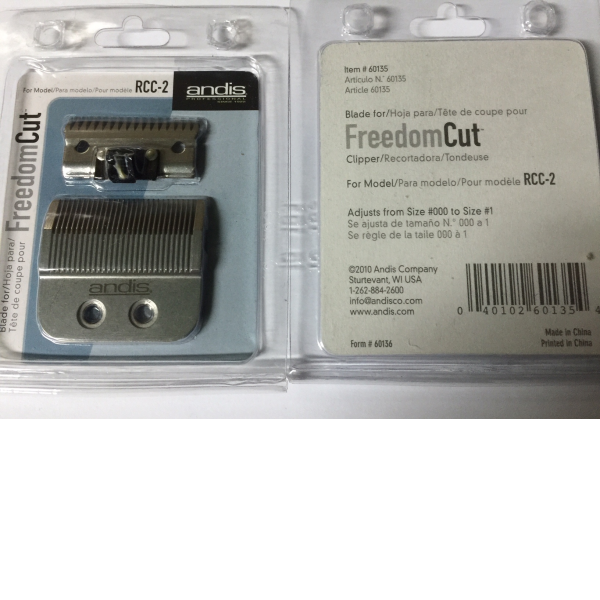 For Model/Para modelo/Pour modèle RCC-2
andis
PROFESSIONAL
Blade for/Hoja para/
Tête de coupe pour
FreedomCut
andis.
Item # 60135
Articulo N.° 60135
Article 60135
Blade for/Hoja para/Tête de coupe pour
FreedomCut™
Clipper/Recortadora/Tondeuse
For Model/Para modelo/Pour modèle RCC-2
Adjusts from Size #000 to Size #1
Se ajusta de tamaño N.° 000 a 1
Se règle de la taile 000 à 1
©2010 Andis Company
Sturtevant, WI USA
1-262-884-2600
info@andisco.com
www.andis.com
0 40102 60135 4
Form # 60136
Made in China
Printed in China